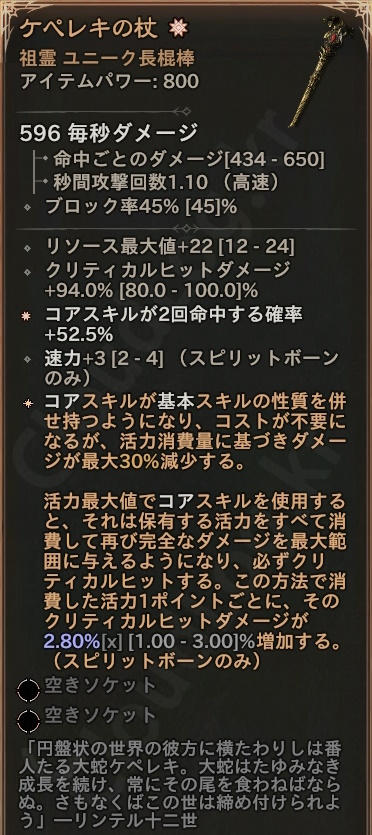 ケペレキの杖
祖霊 ユニーク長棍棒
アイテムパワー: 800
596 毎秒ダメージ
命中ごとのダメージ[434 - 650]
秒間攻撃回数1.10 （高速）
ブロック率45% [45]%
リソース最大値+22 [12 - 24]
クリティカルヒットダメージ
+94.0% [80.0 - 100.0]%
コアスキルが2回命中する確率
+52.5%
速力+3 [2 - 4] （スピリットボーン
のみ）
コアスキルが基本スキルの性質を併
せ持つようになり、コストが不要に
なるが、活力消費量に基づきダメー
ジが最大30%減少する。
活力最大値でコアスキルを使用する
と、それは保有する活力をすべて消
費して再び完全なダメージを最大範
囲に与えるようになり、必ずクリ
ティカルヒットする。この方法で消
費した活力1ポイントごとに、その
クリティカルヒットダメージが
2.80%[x] [1.00 - 3.00]%増加する。
（スピリットボーンのみ）
空きソケット
空きソケット
「円盤状の世界の彼方に横たわりしは番
人たる大蛇ケペレキ。大蛇はたゆみなき
成長を続け、常にその尾を食わねばなら
ぬ。さもなくばこの世は締め付けられよ
う」—リンテル十二世